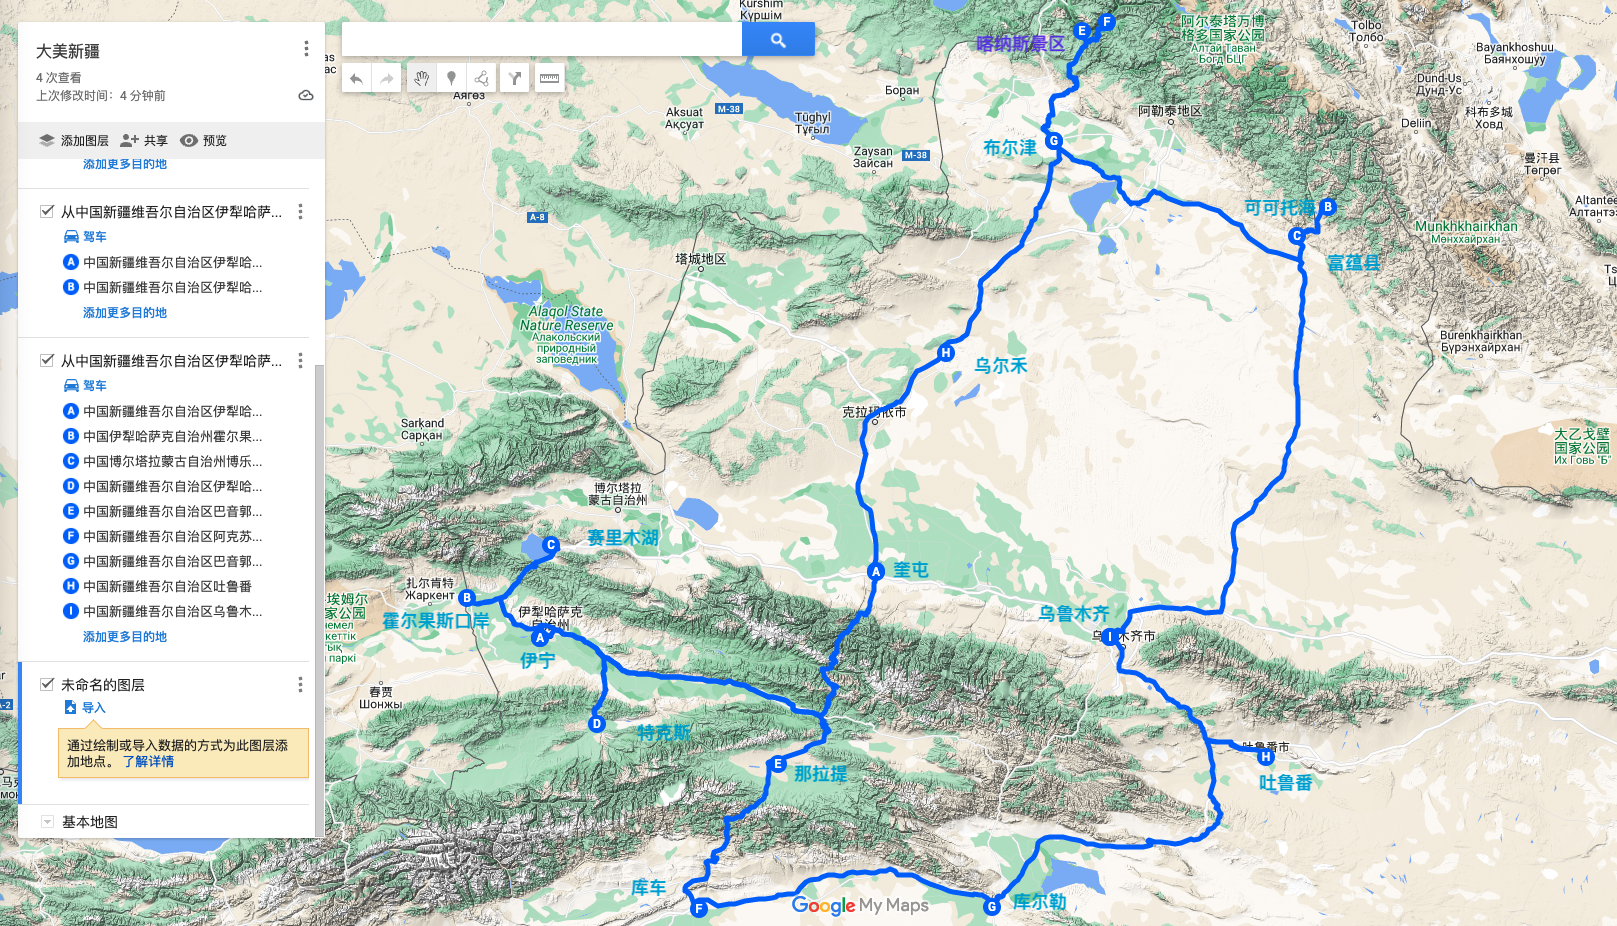 大美新疆
4 次查看
上次修改时间：4 分钟前
添加图层
共享
预览
添加更多目的地
从中国新疆维吾尔自治区伊犁哈萨...
驾车
A 中国新疆维吾尔自治区伊犁哈...
B 中国新疆维吾尔自治区伊犁哈...
添加更多目的地
从中国新疆维吾尔自治区伊犁哈萨...
驾车
A 中国新疆维吾尔自治区伊犁哈...
B 中国伊犁哈萨克自治州霍尔果...
C 中国博尔塔拉蒙古自治州博乐...
D 中国新疆维吾尔自治区伊犁哈...
E 中国新疆维吾尔自治区巴音郭...
F 中国新疆维吾尔自治区阿克苏...
G 中国新疆维吾尔自治区巴音郭...
H 中国新疆维吾尔自治区吐鲁番
I 中国新疆维吾尔自治区乌鲁木...
添加更多目的地
未命名的图层
导入
通过绘制或导入数据的方式为此图层添
加地点。 了解详情
基本地图
Kurshim
Күршім
E
F
喀纳斯景区
阿尔泰塔万博
格多国家公园
Алтай Таван
Богд БЦГ
Tolbo
Толбо
Bayankhoshuu
Баянхошуу
Dund-Us
Дунд-Ус
科布多城
Ховд
Deliin
曼汗县
Төгрөг
Аягөз
Aksuat
Ақсуат
M-38
Tüghyl
Тұғыл
Боран
阿勒泰地区
Zaysan
Зайсан
M-38
布尔津
G
A-8
可可托海
B
C
富蕴县
Altantee
Алтантээ
Munkhkhairkhan
Мөнххайрхан
塔城地区
Alaqol State
Nature Reserve
Алакольский
природный
заповедник
Burenkhairkhan
Бүрэнхайрхан
H
乌尔禾
克拉玛依市
Sarkand
Сарқан
大乙戈壁
国家公园
Их Говь "Б"
博尔塔拉
蒙古自治州
C
赛里木湖
A
奎屯
扎尔肯特
Жаркент
B
霍尔果斯口岸
伊犁哈萨克
自治州
A
伊宁
乌鲁木齐
I
春贾
Шонжы
D
特克斯
E
那拉提
吐鲁番市
H
吐鲁番
A-2
库车
F
G
库尔勒
Google My Maps